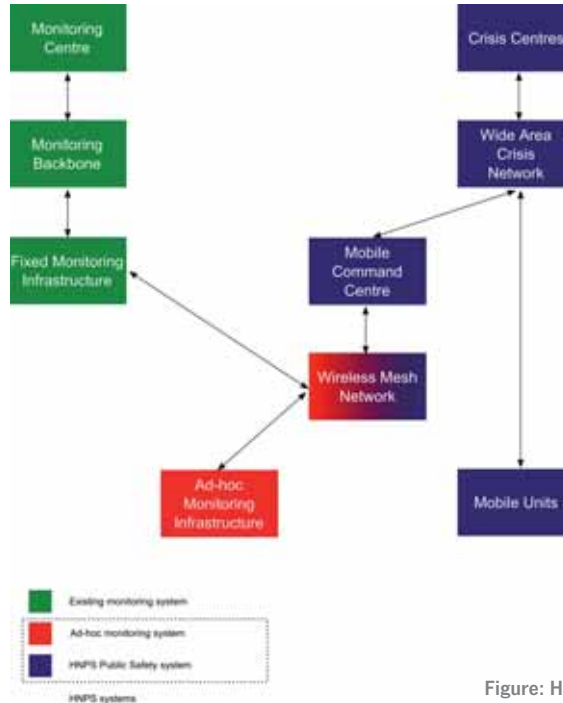 Monitoring
Centre
Crisis Centres
Monitoring
Backbone
Wide Area
Crisis
Network
Fixed Monitoring
Infrastructure
Mobile
Command
Centre
Wireless Mesh
Network
Ad-hoc
Monitoring
Infrastructure
Mobile Units
Existing monitoring system
Ad-hoc monitoring system
HNPS Public Safety system
HNPS systems
Figure: H